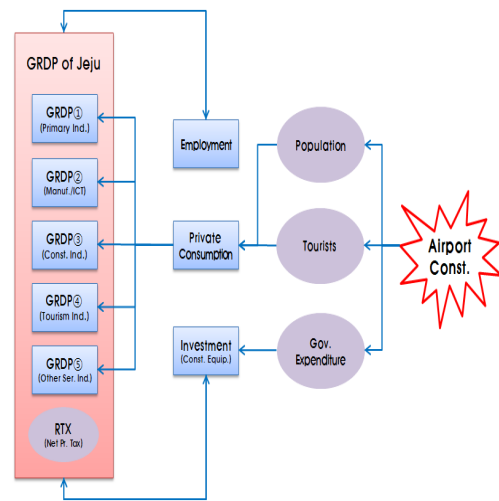 GRDP of Jeju
GRDP①
(Primary Ind.)
GRDP②
(Manuf./ICT)
GRDP③
(Const. Ind.)
GRDP④
(Tourism Ind.)
GRDP⑤
(Other Ser. Ind.)
RTX
(Net Pr. Tax)
Employment
Private
Consumption
Investment
(Const. Equip.)
Population
Tourists
Gov.
Expenditure
Airport
Const.